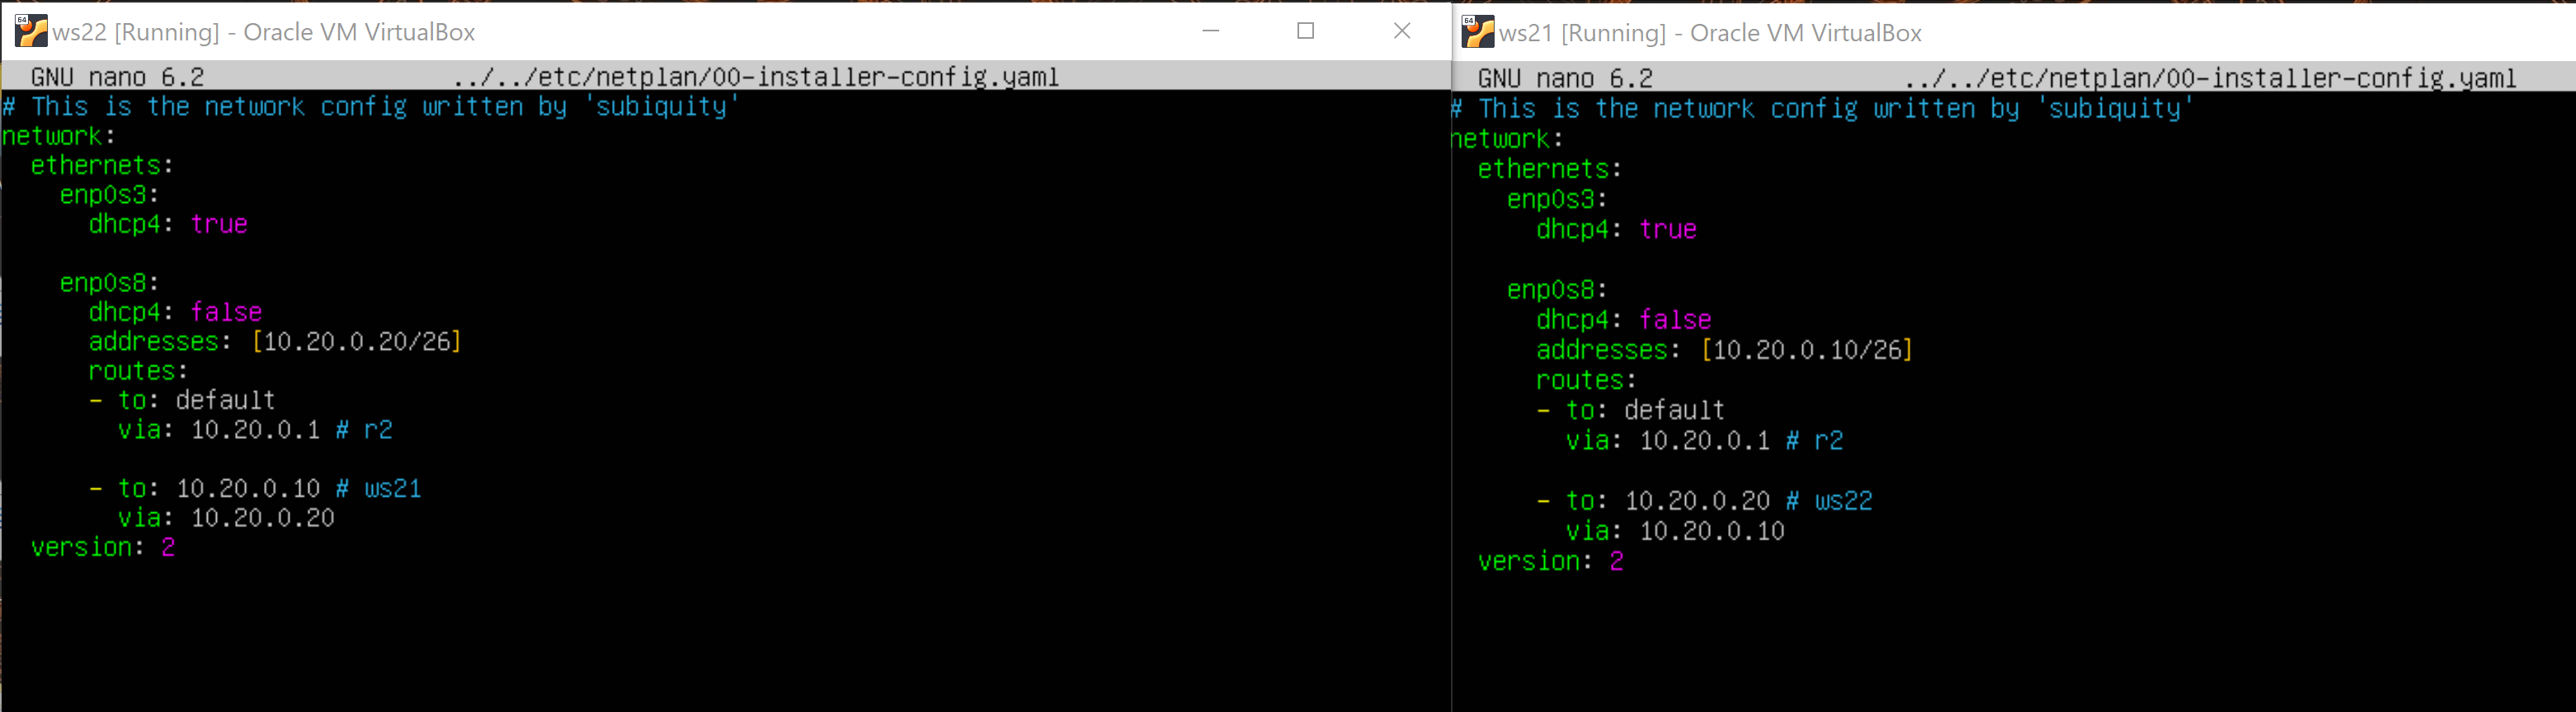 64
ws22 [Running] - Oracle VM VirtualBox
GNU nano 6.2 ../../etc/netplan/00-installer-config.yaml
# This is the network config written by 'subiquity'
network:
  ethernets:
    enp0s3:
      dhcp4: true

    enp0s8:
      dhcp4: false
      addresses: [10.20.0.20/26]
      routes:
      - to: default
        via: 10.20.0.1 # r2

      - to: 10.20.0.10 # ws21
        via: 10.20.0.20
  version: 2
64
ws21 [Running] - Oracle VM VirtualBox
GNU nano 6.2 ../../etc/netplan/00-installer-config.yaml
# This is the network config written by 'subiquity'
network:
  ethernets:
    enp0s3:
      dhcp4: true

    enp0s8:
      dhcp4: false
      addresses: [10.20.0.10/26]
      routes:
      - to: default
        via: 10.20.0.1 # r2

      - to: 10.20.0.20 # ws22
        via: 10.20.0.10
  version: 2